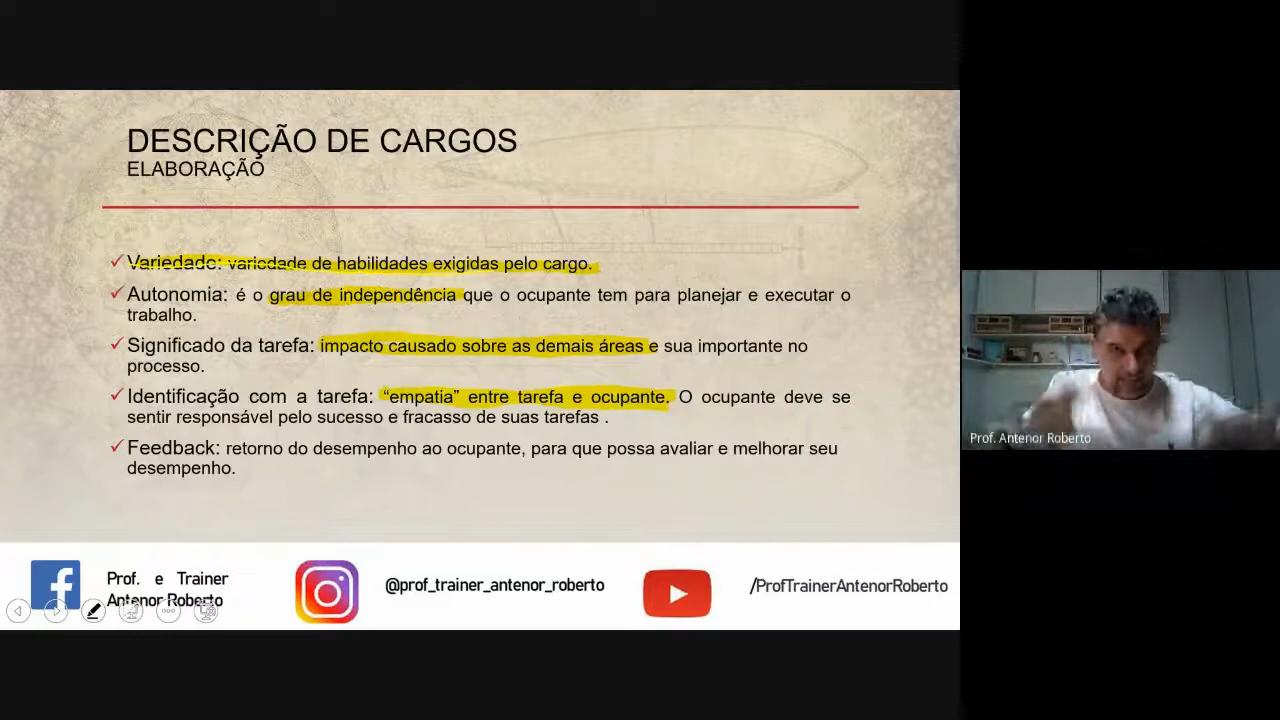 DESCRIÇÃO DE CARGOS
ELABORAÇÃO
Variedade: variedade de habilidades exigidas pelo cargo.
Autonomia: é o grau de independência que o ocupante tem para planejar e executar o
trabalho.
Significado da tarefa: impacto causado sobre as demais áreas e sua importante no
processo.
Identificação com a tarefa: “empatia” entre tarefa e ocupante. O ocupante deve se
sentir responsável pelo sucesso e fracasso de suas tarefas .
Feedback: retorno do desempenho ao ocupante, para que possa avaliar e melhorar seu
desempenho.
Prof. e Trainer
Antenor Roberto
@prof_trainer_antenor_roberto
/ProfTrainerAntenorRoberto
Prof. Antenor Roberto